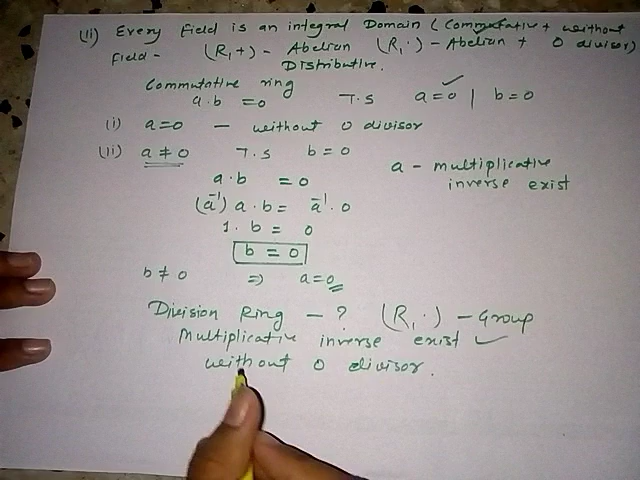 (ii) Every Field is an integral Domain (Commutative + without 0 divisor)
Field - (R,+) - Abelian (R,·) - Abelian +
Distributive.
Commutative ring
a·b = 0 T.S a=0 | b=0
(i) a=0 - without 0 divisor
(ii) a ≠ 0 T.S b = 0
a - multiplicative inverse exist
a·b = 0
(a⁻¹) a·b = a⁻¹·0
1·b = 0
b = 0
b ≠ 0 ⇒ a=0
Division Ring - ? (R,·) - Group
Multiplicative inverse exist ✓
without 0 divisor.